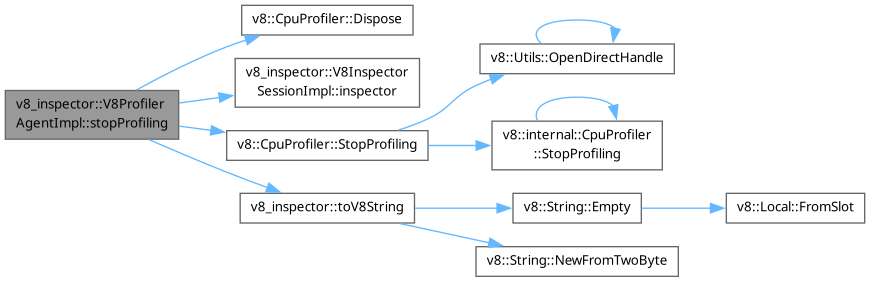 v8_inspector::V8Profiler
AgentImpl::stopProfiling
v8::CpuProfiler::Dispose
v8_inspector::V8Inspector
SessionImpl::inspector
v8::CpuProfiler::StopProfiling
v8::Utils::OpenDirectHandle
v8::internal::CpuProfiler
::StopProfiling
v8_inspector::toV8String
v8::String::Empty
v8::Local::FromSlot
v8::String::NewFromTwoByte